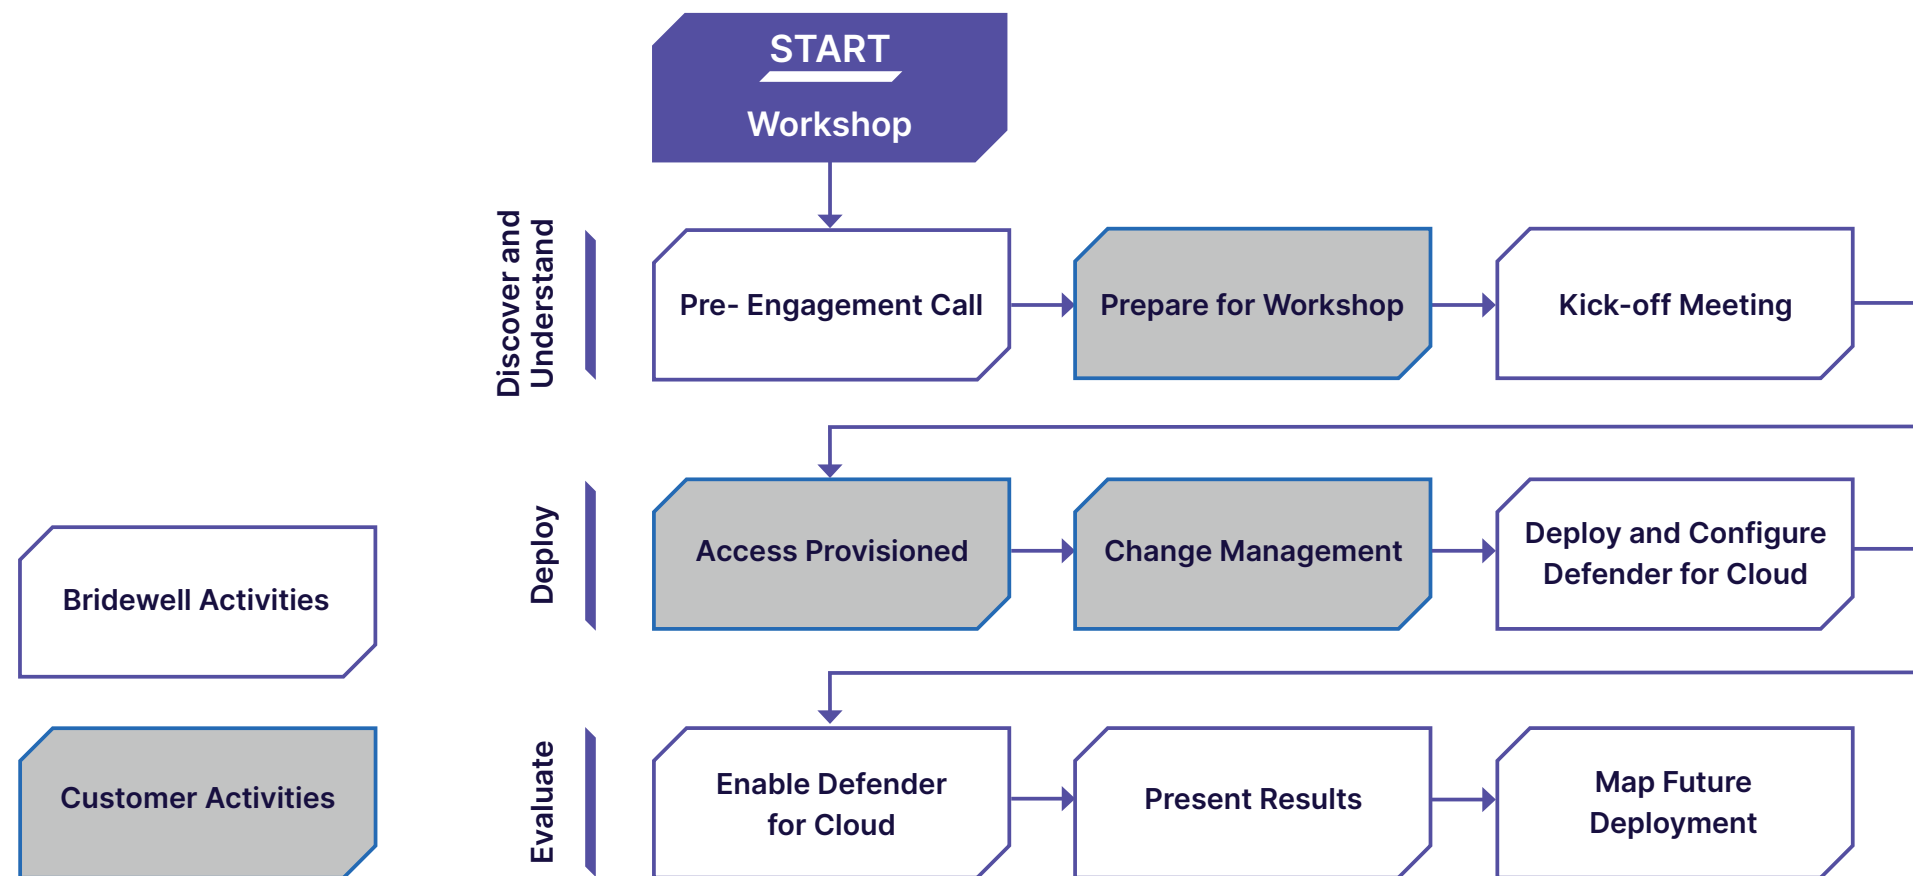 START
Workshop
Discover and
Understand
Pre- Engagement Call
Prepare for Workshop
Kick-off Meeting
Deploy
Access Provisioned
Change Management
Deploy and Configure
Defender for Cloud
Bridewell Activities
Customer Activities
Evaluate
Enable Defender
for Cloud
Present Results
Map Future
Deployment